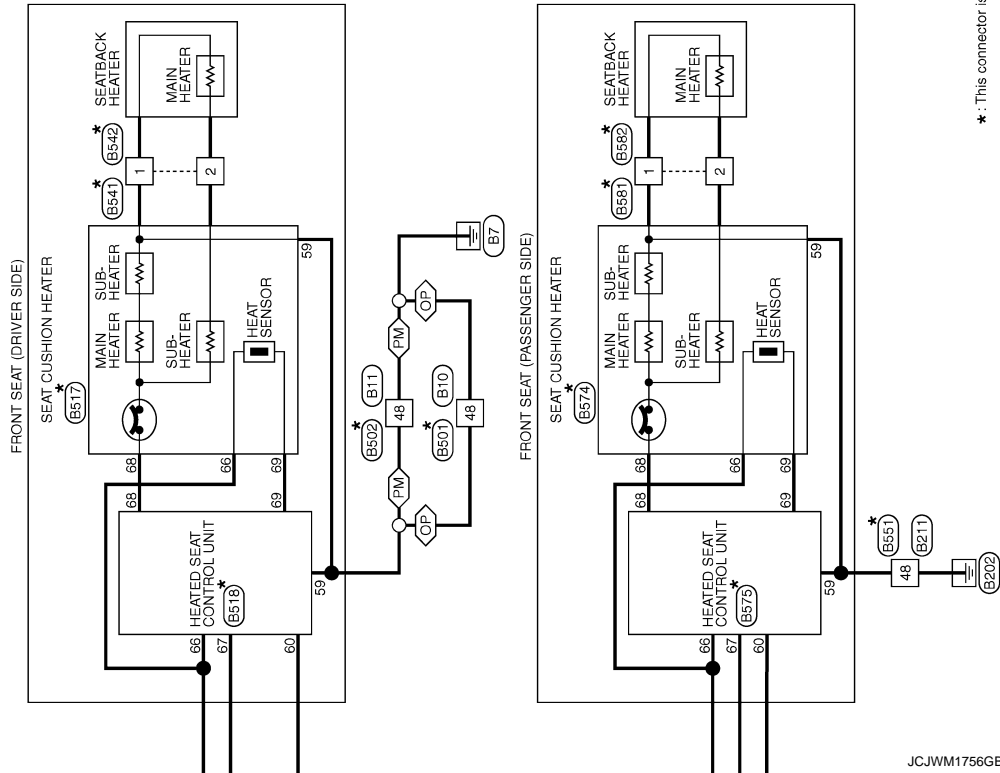 FRONT SEAT (DRIVER SIDE)
SEAT CUSHION HEATER
B517
*
MAIN
HEATER
SUB-
HEATER
SUB-
HEATER
HEAT
SENSOR
59
B541
*
B542
*
1
2
SEATBACK
HEATER
MAIN
HEATER
68
66
69
68
69
HEATED SEAT
CONTROL UNIT
B518
*
66
67
60
59
PM
OP
B502
*
B11
48
B501
*
B10
48
PM
OP
B7
FRONT SEAT (PASSENGER SIDE)
SEAT CUSHION HEATER
B574
*
MAIN
HEATER
SUB-
HEATER
SUB-
HEATER
HEAT
SENSOR
59
B581
*
B582
*
1
2
SEATBACK
HEATER
MAIN
HEATER
68
66
69
68
69
HEATED SEAT
CONTROL UNIT
B575
*
66
67
60
59
B551
*
B211
48
B202
* : This connector is
JCJWM1756GB